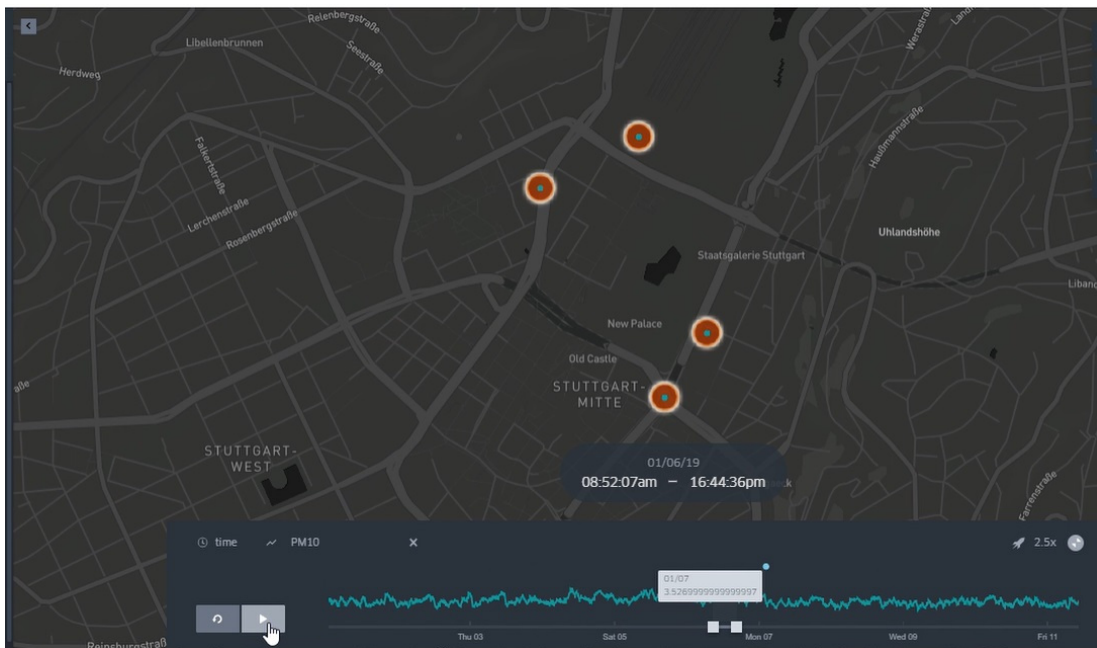 Relenbergstraße
Libellenbrunnen
Seestraße
Herdweg
Falkertstraße
Lerchenstraße
Rosenbergstraße
Haußmannstraße
Uhlandshöhe
Staatsgalerie Stuttgart
New Palace
Old Castle
STUTTGART-
MITTE
aße
STUTTGART-
WEST
01/06/19
08:52:07am – 16:44:36pm
time
PM10
2.5x
01/07
3.5269999999999997
Thu 03
Sat 05
Mon 07
Wed 09
Fri 11